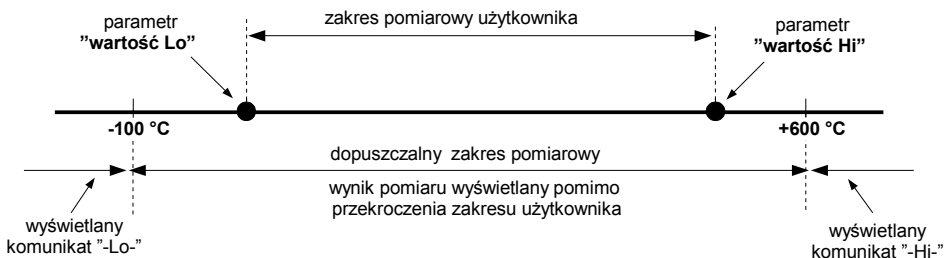 parametr
"wartość Lo"
zakres pomiarowy użytkownika
parametr
"wartość Hi"
-100 °C
+600 °C
dopuszczalny zakres pomiarowy
wynik pomiaru wyświetlany pomimo
przekroczenia zakresu użytkownika
wyświetlany
komunikat "-Lo-"
wyświetlany
komunikat "-Hi-"